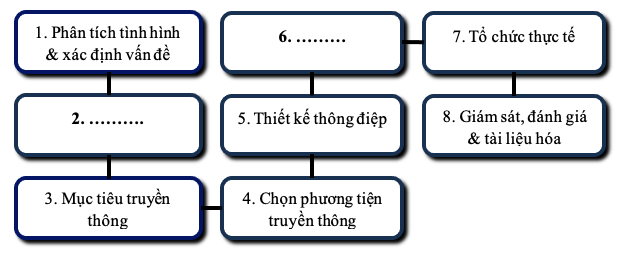 1. Phân tích tình hình
& xác định vấn đề
2. ……….
3. Mục tiêu truyền
thông
4. Chọn phương tiện
truyền thông
5. Thiết kế thông điệp
6. ………
7. Tổ chức thực tế
8. Giám sát, đánh giá
& tài liệu hóa